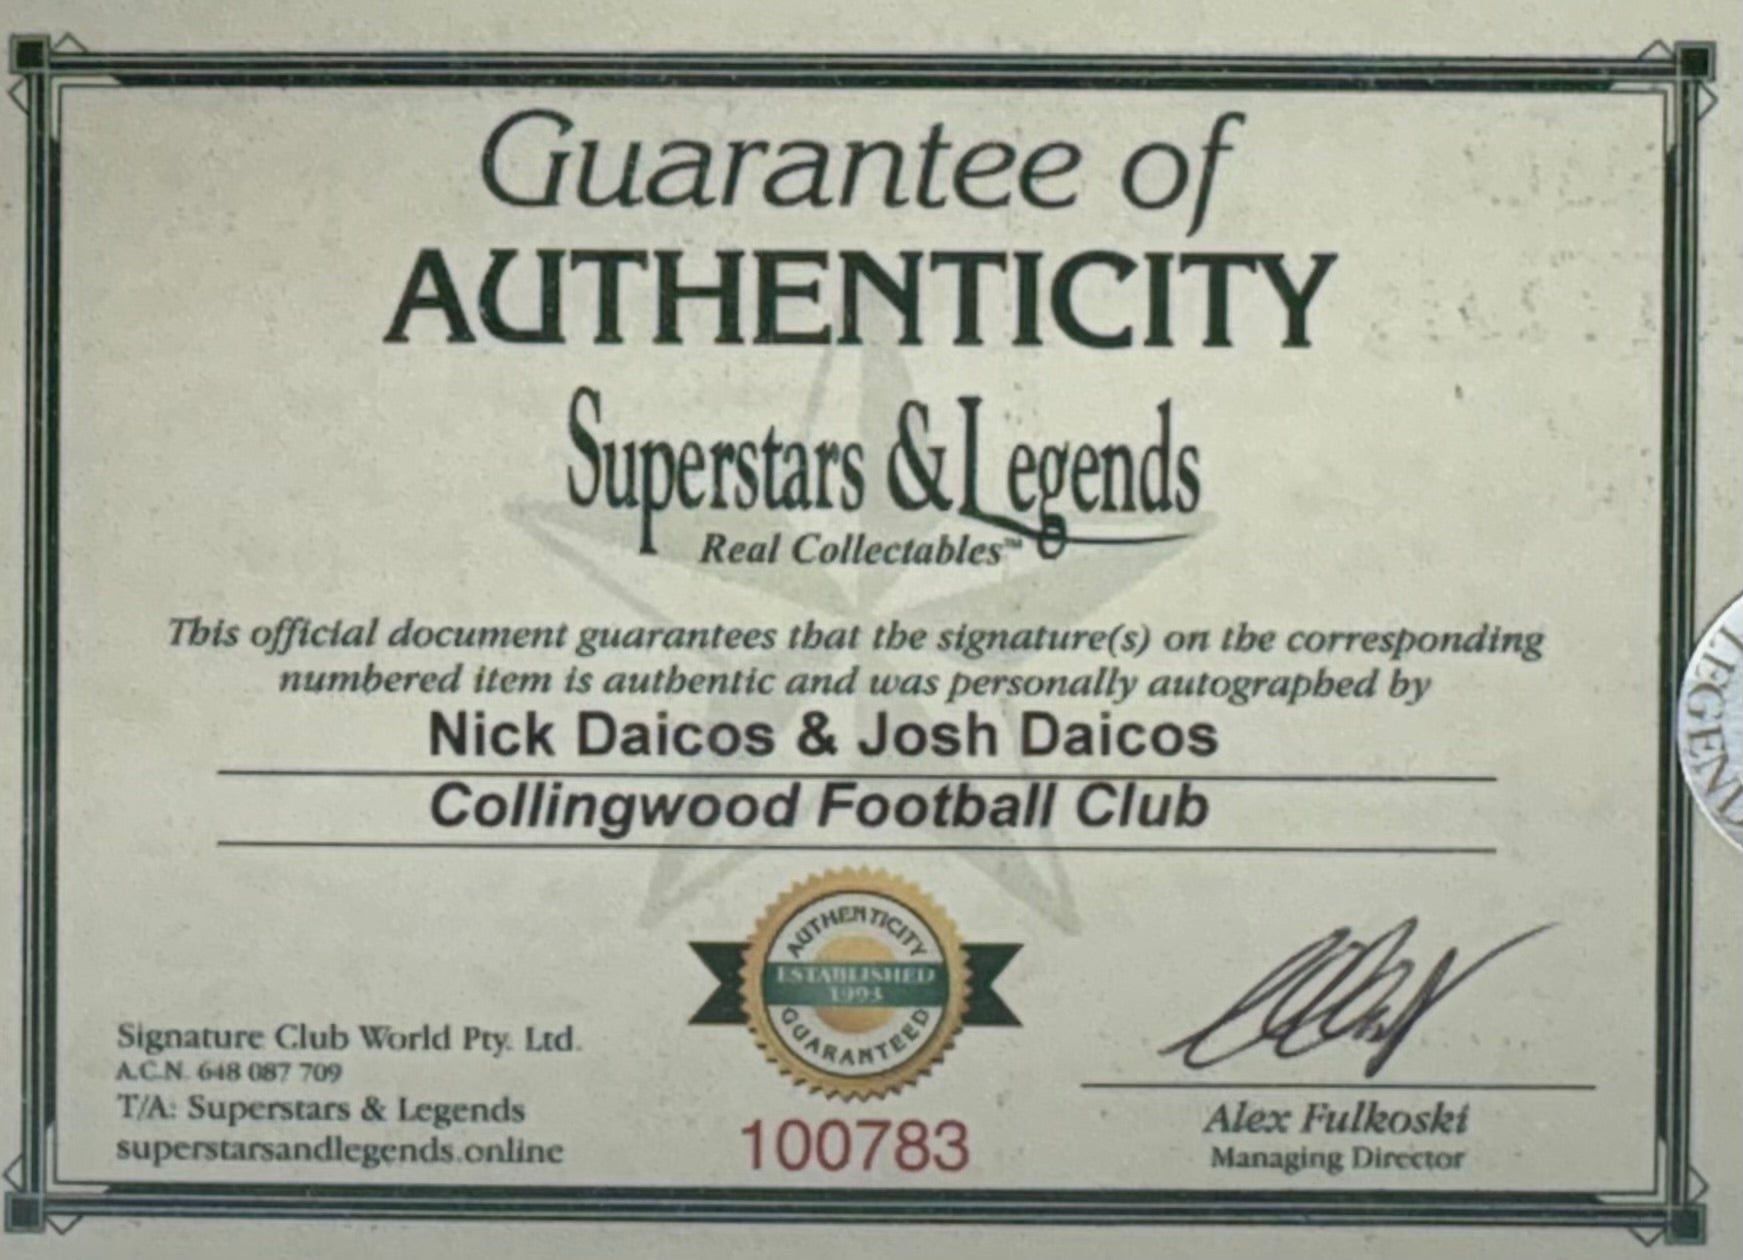 Guarantee of
AUTHENTICITY
Superstars & Legends
Real Collectables™
This official document guarantees that the signature(s) on the corresponding
numbered item is authentic and was personally autographed by
Nick Daicos & Josh Daicos
Collingwood Football Club
AUTHENTICITY
ESTABLISHED
1993
GUARANTEED
100783
Signature Club World Pty. Ltd.
A.C.N. 648 087 709
T/A: Superstars & Legends
superstarsandlegends.online
Alex Fulkoski
Managing Director
LEGEND